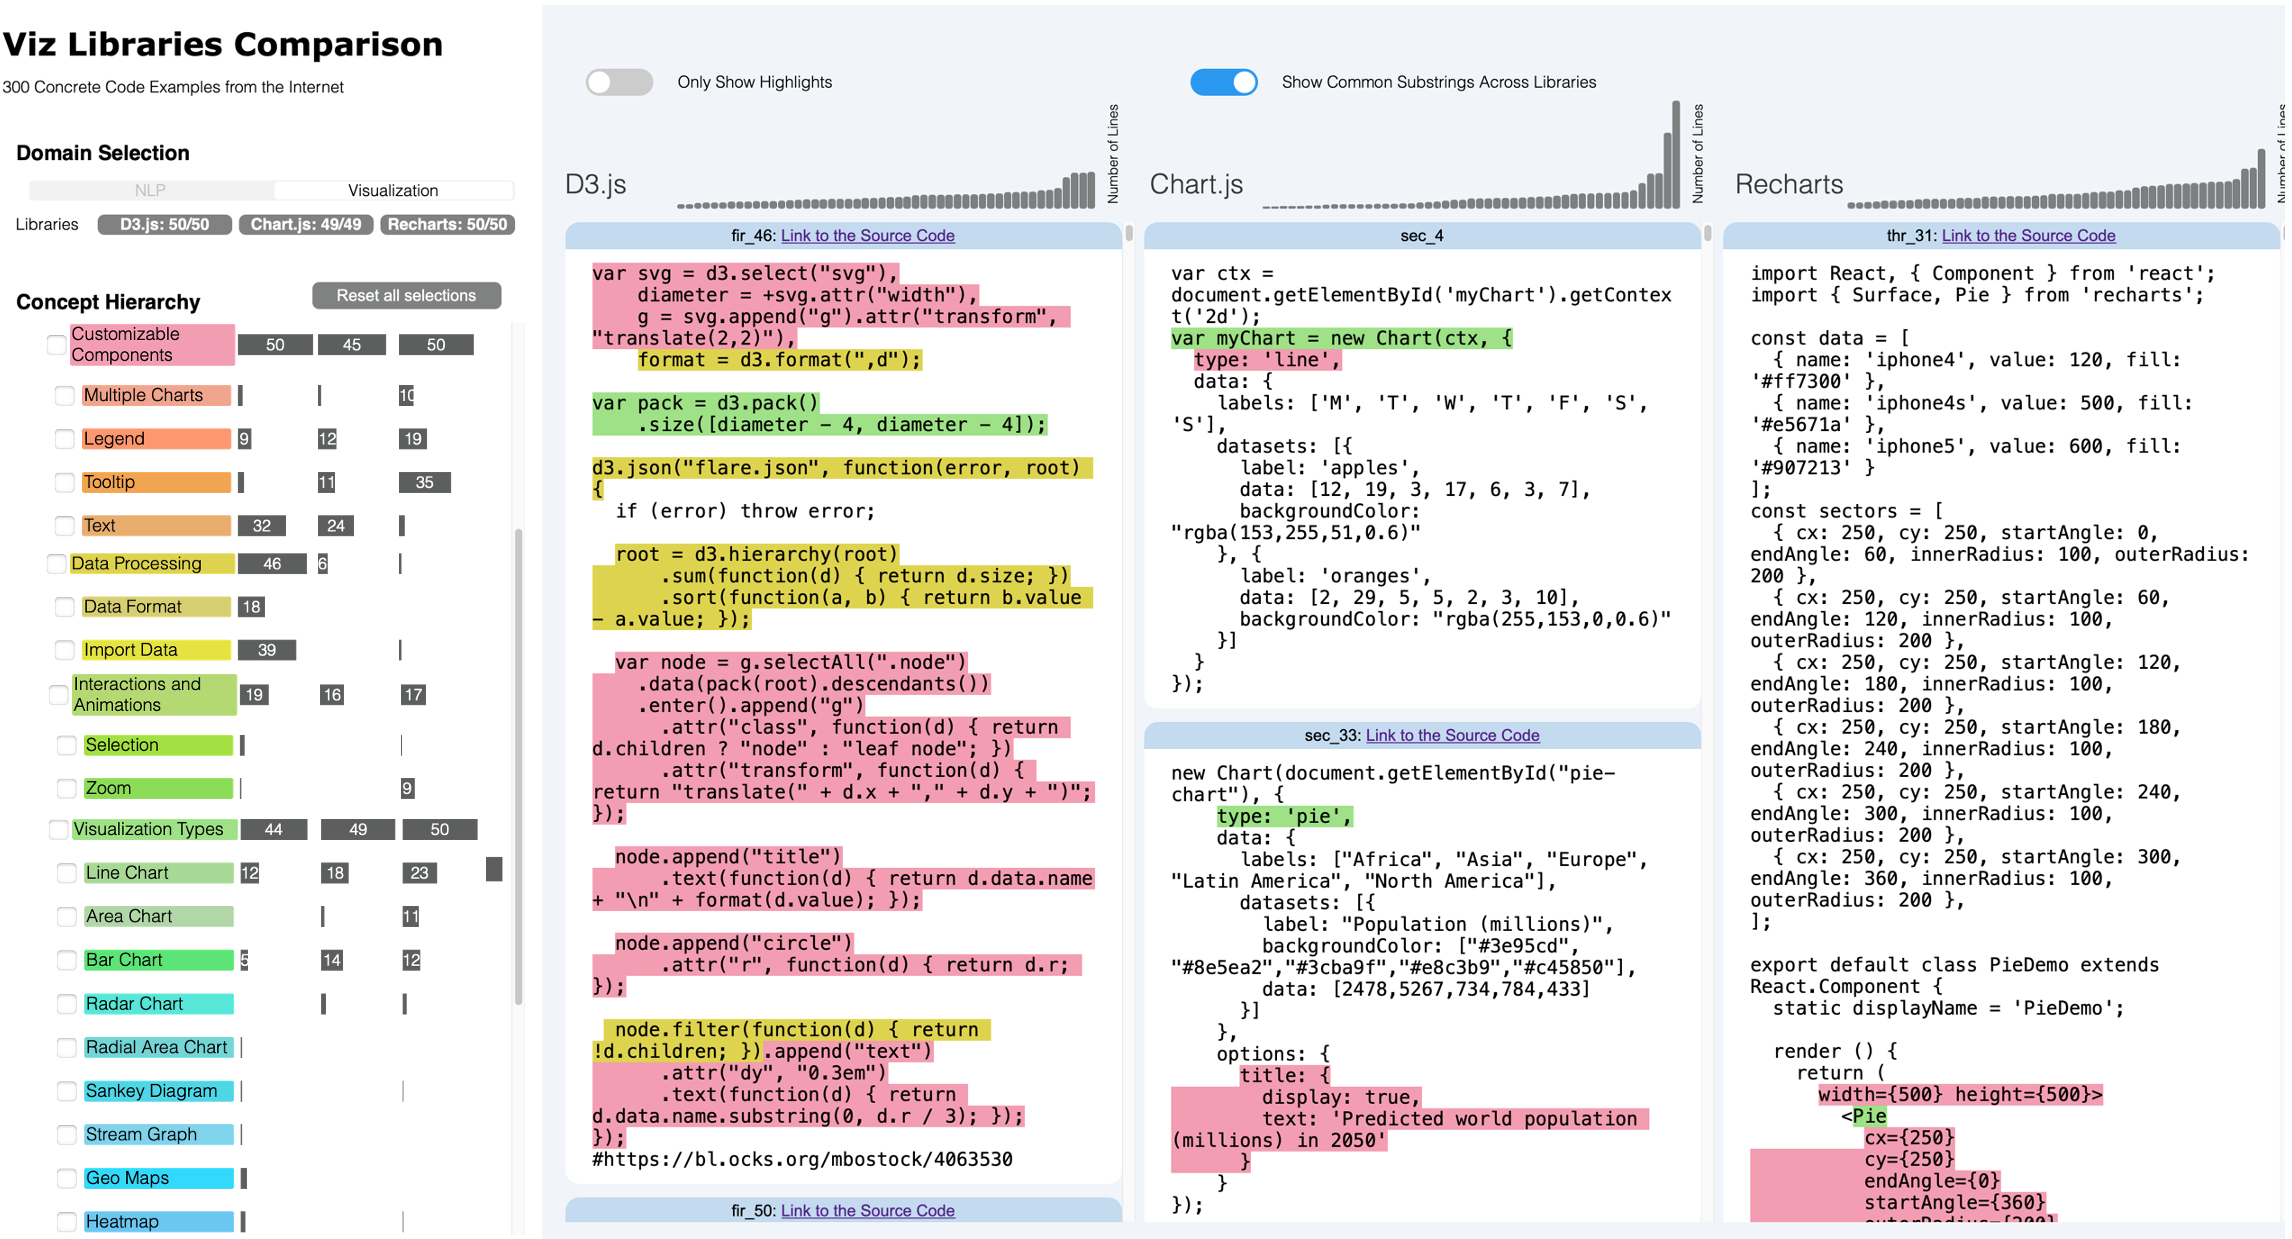 Viz Libraries Comparison
300 Concrete Code Examples from the Internet
Domain Selection
NLP
Visualization
Libraries
D3.js: 50/50
Chart.js: 49/49
Recharts: 50/50
Concept Hierarchy
Reset all selections
Customizable
Components
50 45 50
Multiple Charts
10
Legend
9 12 19
Tooltip
11 35
Text
32 24
Data Processing
46 6
Data Format
18
Import Data
39
Interactions and
Animations
19 16 17
Selection
Zoom
9
Visualization Types
44 49 50
Line Chart
12 18 23
Area Chart
11
Bar Chart
5 14 12
Radar Chart
Radial Area Chart
Sankey Diagram
Stream Graph
Geo Maps
Heatmap
Only Show Highlights
Show Common Substrings Across Libraries
D3.js
Number of Lines
fir_46: Link to the Source Code
var svg = d3.select("svg"),
diameter = +svg.attr("width"),
g = svg.append("g").attr("transform",
"translate(2,2)"),
format = d3.format(",d");
var pack = d3.pack()
.size([diameter - 4, diameter - 4]);
d3.json("flare.json", function(error, root)
{
if (error) throw error;
root = d3.hierarchy(root)
.sum(function(d) { return d.size; })
.sort(function(a, b) { return b.value
- a.value; });
var node = g.selectAll(".node")
.data(pack(root).descendants())
.enter().append("g")
.attr("class", function(d) { return
d.children ? "node" : "leaf node"; })
.attr("transform", function(d) {
return "translate(" + d.x + "," + d.y + ")";
});
node.append("title")
.text(function(d) { return d.data.name
+ "\n" + format(d.value); });
node.append("circle")
.attr("r", function(d) { return d.r;
});
node.filter(function(d) { return
!d.children; }).append("text")
.attr("dy", "0.3em")
.text(function(d) { return
d.data.name.substring(0, d.r / 3); });
});
#https://bl.ocks.org/mbostock/4063530
fir_50: Link to the Source Code
Chart.js
Number of Lines
sec_4
var ctx =
document.getElementById('myChart').getContex
t('2d');
var myChart = new Chart(ctx, {
type: 'line',
data: {
labels: ['M', 'T', 'W', 'T', 'F', 'S',
'S'],
datasets: [{
label: 'apples',
data: [12, 19, 3, 17, 6, 3, 7],
backgroundColor:
"rgba(153,255,51,0.6)"
}, {
label: 'oranges',
data: [2, 29, 5, 5, 2, 3, 10],
backgroundColor: "rgba(255,153,0,0.6)"
}]
}
});
sec_33: Link to the Source Code
new Chart(document.getElementById("pie-
chart"), {
type: 'pie',
data: {
labels: ["Africa", "Asia", "Europe",
"Latin America", "North America"],
datasets: [{
label: "Population (millions)",
backgroundColor: ["#3e95cd",
"#8e5ea2","#3cba9f","#e8c3b9","#c45850"],
data: [2478,5267,734,784,433]
}]
},
options: {
title: {
display: true,
text: 'Predicted world population
(millions) in 2050'
}
}
});
Recharts
Number of Lines
thr_31: Link to the Source Code
import React, { Component } from 'react';
import { Surface, Pie } from 'recharts';
const data = [
{ name: 'iphone4', value: 120, fill:
'#ff7300' },
{ name: 'iphone4s', value: 500, fill:
'#e5671a' },
{ name: 'iphone5', value: 600, fill:
'#907213' }
];
const sectors = [
{ cx: 250, cy: 250, startAngle: 0,
endAngle: 60, innerRadius: 100, outerRadius:
200 },
{ cx: 250, cy: 250, startAngle: 60,
endAngle: 120, innerRadius: 100,
outerRadius: 200 },
{ cx: 250, cy: 250, startAngle: 120,
endAngle: 180, innerRadius: 100,
outerRadius: 200 },
{ cx: 250, cy: 250, startAngle: 180,
endAngle: 240, innerRadius: 100,
outerRadius: 200 },
{ cx: 250, cy: 250, startAngle: 240,
endAngle: 300, innerRadius: 100,
outerRadius: 200 },
{ cx: 250, cy: 250, startAngle: 300,
endAngle: 360, innerRadius: 100,
outerRadius: 200 },
];
export default class PieDemo extends
React.Component {
static displayName = 'PieDemo';
render () {
return (
width={500} height={500}>
<Pie
cx={250}
cy={250}
endAngle={0}
startAngle={360}
outerRadius={200}